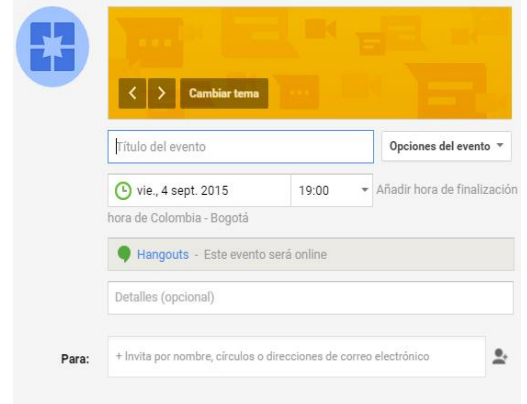 Cambiar tema
Título del evento
Opciones del evento
vie., 4 sept. 2015 19:00 Añadir hora de finalización
hora de Colombia - Bogotá
Hangouts - Este evento será online
Detalles (opcional)
Para: + Invita por nombre, círculos o direcciones de correo electrónico